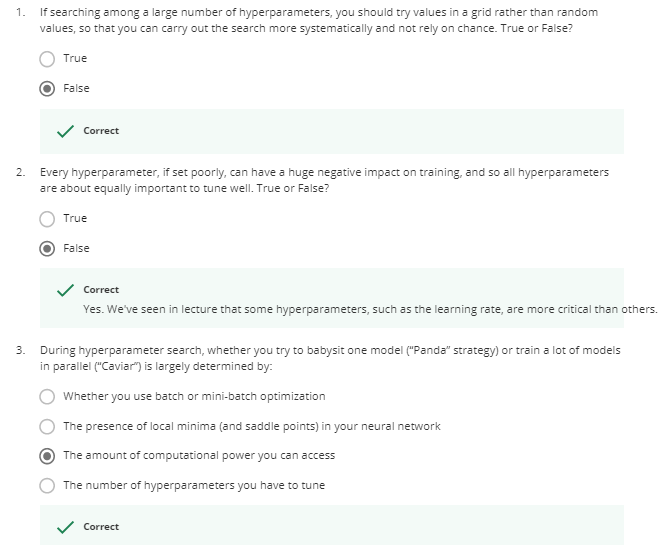 1. If searching among a large number of hyperparameters, you should try values in a grid rather than random
values, so that you can carry out the search more systematically and not rely on chance. True or False?
True
False
Correct
2. Every hyperparameter, if set poorly, can have a huge negative impact on training, and so all hyperparameters
are about equally important to tune well. True or False?
True
False
Correct
Yes. We've seen in lecture that some hyperparameters, such as the learning rate, are more critical than others.
3. During hyperparameter search, whether you try to babysit one model (“Panda” strategy) or train a lot of models
in parallel (“Caviar”) is largely determined by:
Whether you use batch or mini-batch optimization
The presence of local minima (and saddle points) in your neural network
The amount of computational power you can access
The number of hyperparameters you have to tune
Correct